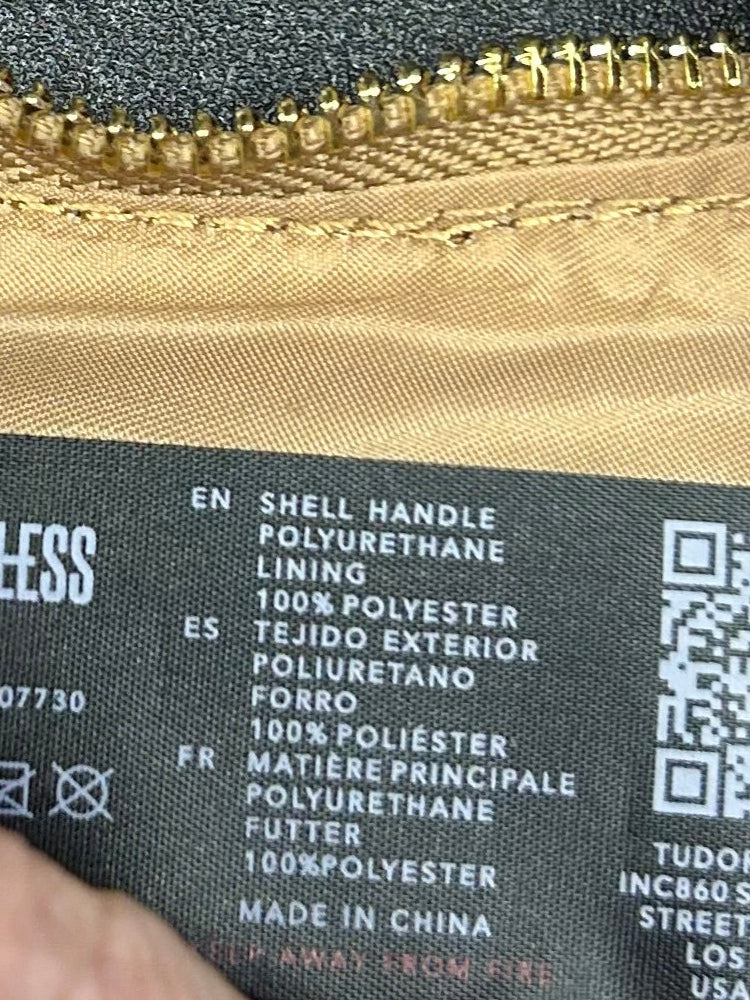 LESS
07730
EN SHELL HANDLE
POLYURETHANE
LINING
100% POLYESTER
ES TEJIDO EXTERIOR
POLIURETANO
FORRO
100% POLIÉSTER
FR MATIÈRE PRINCIPALE
POLYURETHANE
FUTTER
100%POLYESTER
MADE IN CHINA
KEEP AWAY FROM FIRE
TUDOR
INC860 S
STREET
LOS
USA